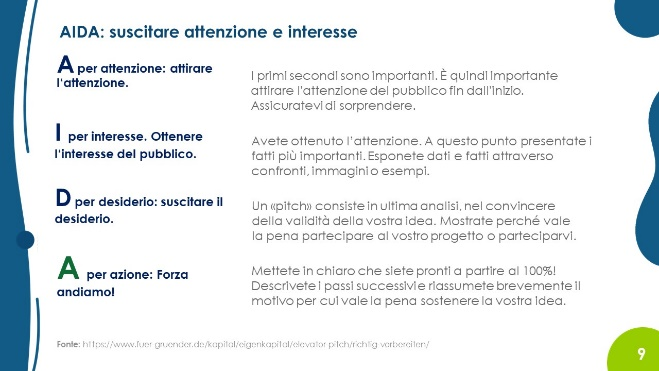 AIDA: suscitare attenzione e interesse
A per attenzione: attirare
l'attenzione.
I primi secondi sono importanti. È quindi importante
attirare l'attenzione del pubblico fin dall'inizio.
Assicuratevi di sorprendere.
I per interesse. Ottenere
l'interesse del pubblico.
Avete ottenuto l'attenzione. A questo punto presentate i
fatti più importanti. Esponete dati e fatti attraverso
confronti, immagini o esempi.
D per desiderio: suscitare il
desiderio.
Un «pitch» consiste in ultima analisi, nel convincere
della validità della vostra idea. Mostrate perché vale
la pena partecipare al vostro progetto o parteciparvi.
A per azione: Forza
andiamo!
Mettete in chiaro che siete pronti a partire al 100%!
Descrivete i passi successivi e riassumete brevemente il
motivo per cui vale la pena sostenere la vostra idea.
Fonte: https://www.fuer-gruender.de/kapital/eigenkapital/elevator-pitch/richtig-vorbereiten/
9